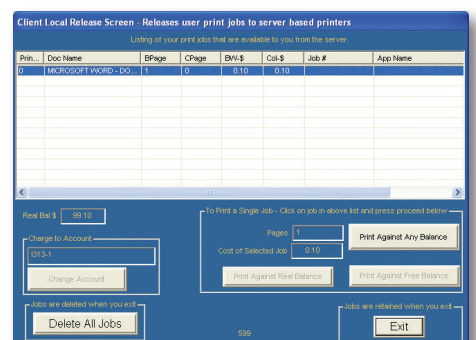 Client Local Release Screen - Releases user print jobs to server based printers
Listing of your print jobs that are available to you from the server.
Prin... Doc Name BPage CPage BW-$ Col-$ Job # App Name
0 MICROSOFT WORD - DO... 1 0 0.10 0.10
Real Bal $ 99.10
To Print a Single Job - Click on job in above list and press proceed below
Pages 1
Print Against Any Balance
Charge to Account
I313-1
Cost of Selected Job 0.10
Change Account
Print Against Real Balance
Print Against Free Balance
Jobs are deleted when you exit
Jobs are retained when you exit
Delete All Jobs
599
Exit